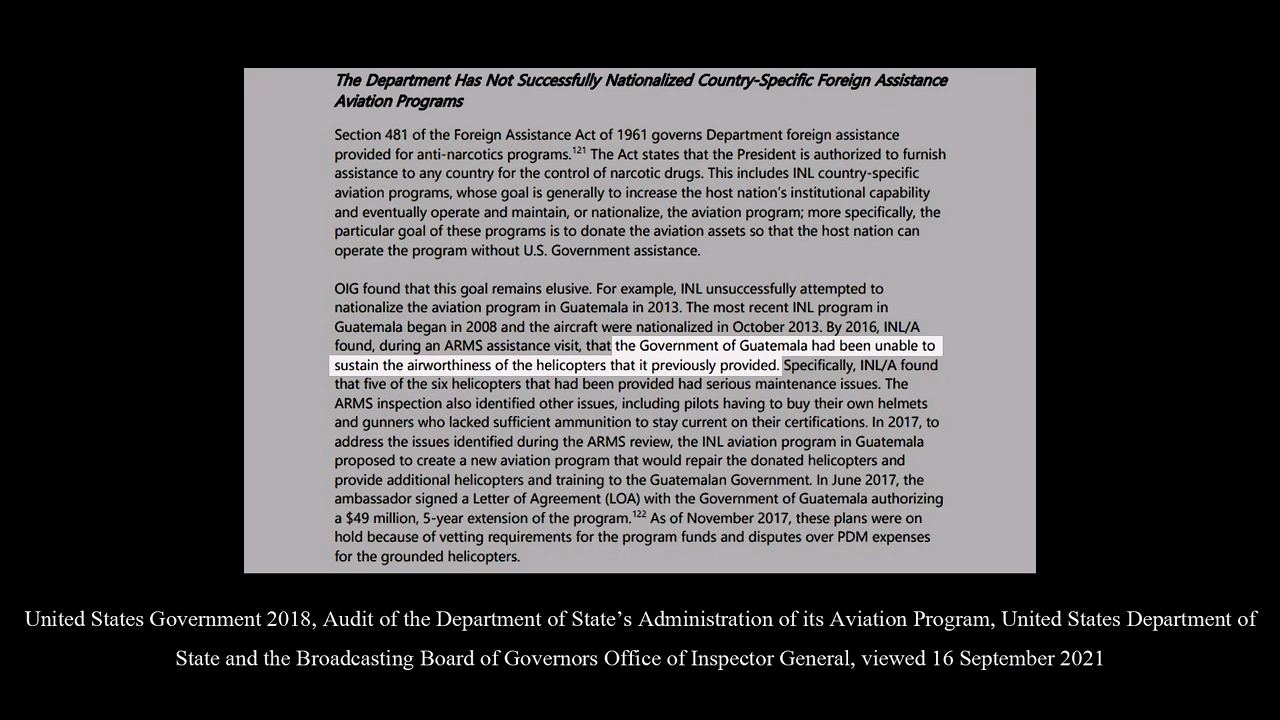 The Department Has Not Successfully Nationalized Country-Specific Foreign Assistance
Aviation Programs
Section 481 of the Foreign Assistance Act of 1961 governs Department foreign assistance
provided for anti-narcotics programs.121 The Act states that the President is authorized to furnish
assistance to any country for the control of narcotic drugs. This includes INL country-specific
aviation programs, whose goal is generally to increase the host nation's institutional capability
and eventually operate and maintain, or nationalize, the aviation program; more specifically, the
particular goal of these programs is to donate the aviation assets so that the host nation can
operate the program without U.S. Government assistance.
OIG found that this goal remains elusive. For example, INL unsuccessfully attempted to
nationalize the aviation program in Guatemala in 2013. The most recent INL program in
Guatemala began in 2008 and the aircraft were nationalized in October 2013. By 2016, INL/A
found, during an ARMS assistance visit, that the Government of Guatemala had been unable to
sustain the airworthiness of the helicopters that it previously provided. Specifically, INL/A found
that five of the six helicopters that had been provided had serious maintenance issues. The
ARMS inspection also identified other issues, including pilots having to buy their own helmets
and gunners who lacked sufficient ammunition to stay current on their certifications. In 2017, to
address the issues identified during the ARMS review, the INL aviation program in Guatemala
proposed to create a new aviation program that would repair the donated helicopters and
provide additional helicopters and training to the Guatemalan Government. In June 2017, the
ambassador signed a Letter of Agreement (LOA) with the Government of Guatemala authorizing
a $49 million, 5-year extension of the program.122 As of November 2017, these plans were on
hold because of vetting requirements for the program funds and disputes over PDM expenses
for the grounded helicopters.
United States Government 2018, Audit of the Department of State’s Administration of its Aviation Program, United States Department of
State and the Broadcasting Board of Governors Office of Inspector General, viewed 16 September 2021